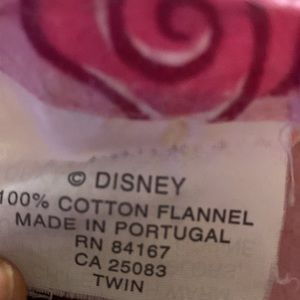 © DISNEY
100% COTTON FLANNEL
MADE IN PORTUGAL
RN 84167
CA 25083
TWIN